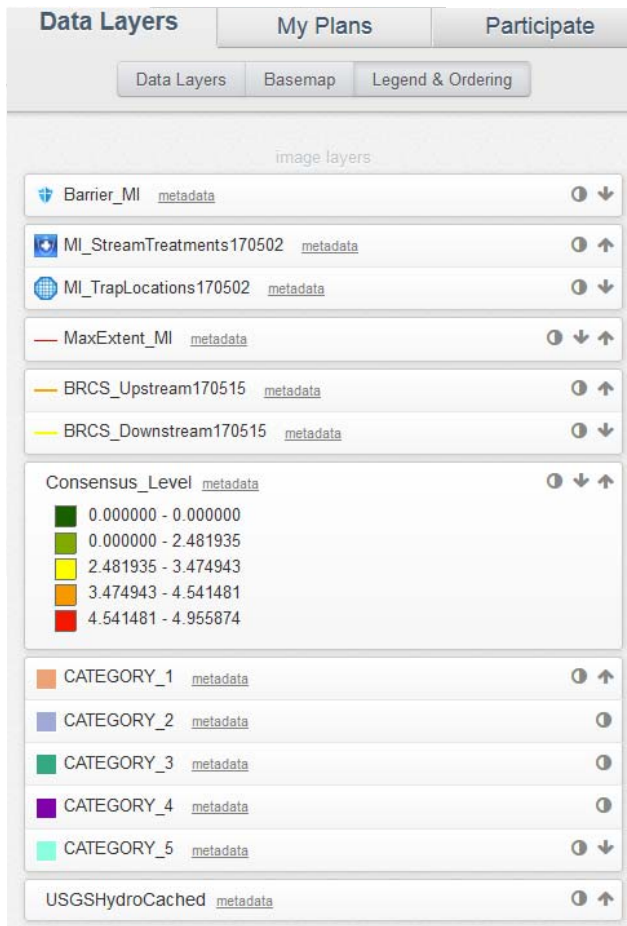 Data Layers My Plans Participate
Data Layers Basemap Legend & Ordering
image layers
Barrier_MI metadata
MI_StreamTreatments170502 metadata
MI_TrapLocations170502 metadata
MaxExtent_MI metadata
BRCS_Upstream170515 metadata
BRCS_Downstream170515 metadata
Consensus_Level metadata
0.000000 - 0.000000
0.000000 - 2.481935
2.481935 - 3.474943
3.474943 - 4.541481
4.541481 - 4.955874
CATEGORY_1 metadata
CATEGORY_2 metadata
CATEGORY_3 metadata
CATEGORY_4 metadata
CATEGORY_5 metadata
USGSHydroCached metadata